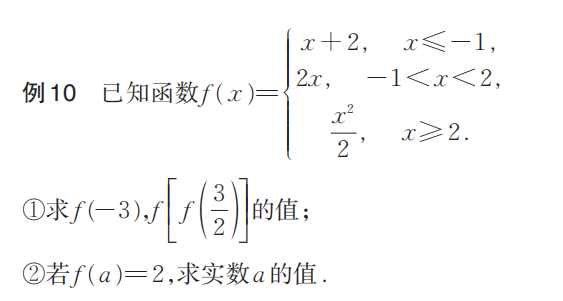 例10 已知函数f(x)={x+2, x⩽-1,
2x, -1<x<2,
x²/2, x⩾2.
①求f(-3),f[f(3/2)]的值;
②若f(a)=2,求实数a的值.